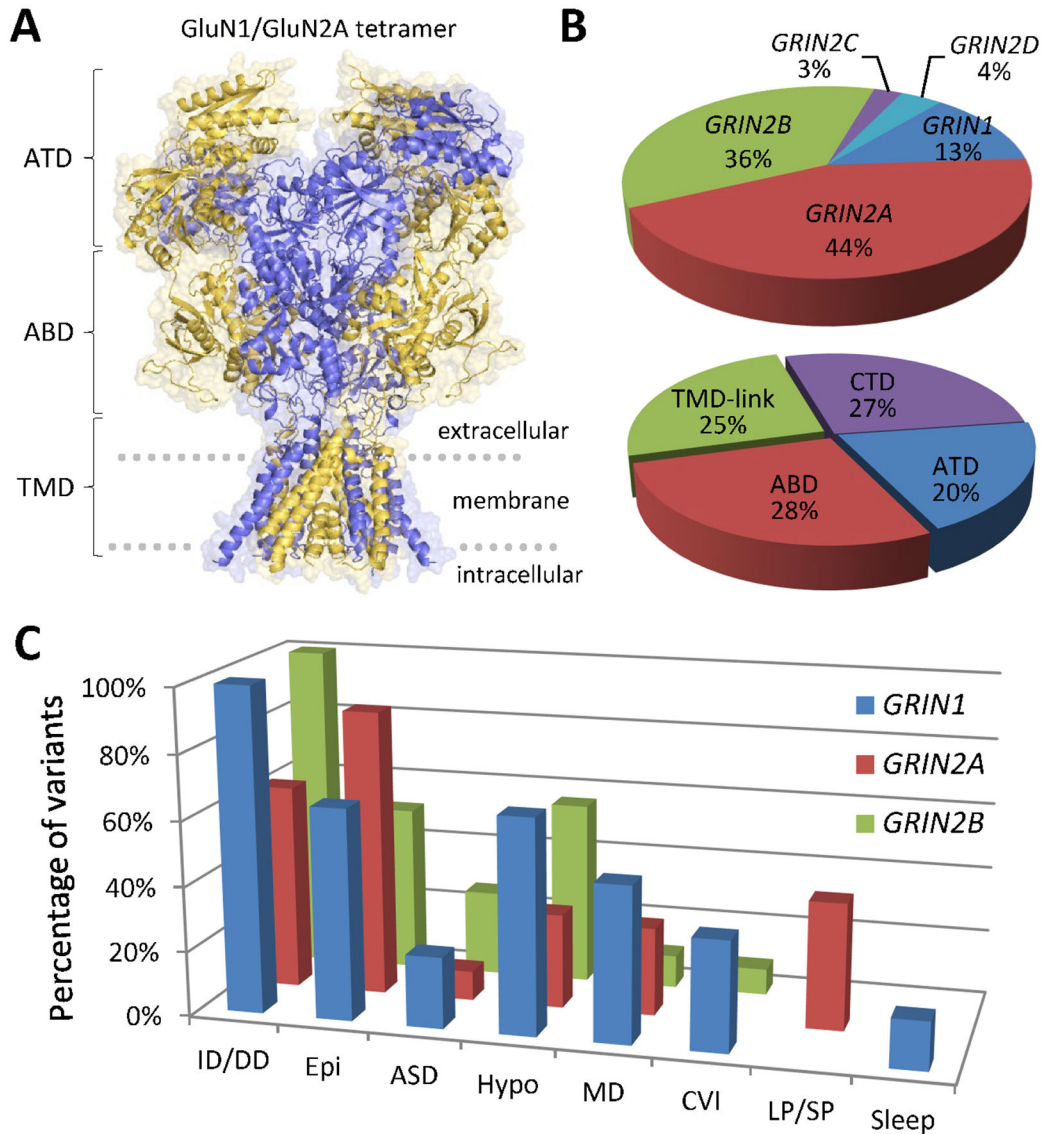 A
GluN1/GluN2A tetramer
ATD
ABD
TMD
extracellular
membrane
intracellular
B
GRIN2C
3%
GRIN2D
4%
GRIN2B
36%
GRIN1
13%
GRIN2A
44%
TMD-link
25%
CTD
27%
ABD
28%
ATD
20%
C
Percentage of variants
100%
80%
60%
40%
20%
0%
GRIN1
GRIN2A
GRIN2B
ID/DD
Epi
ASD
Hypo
MD
CVI
LP/SP
Sleep